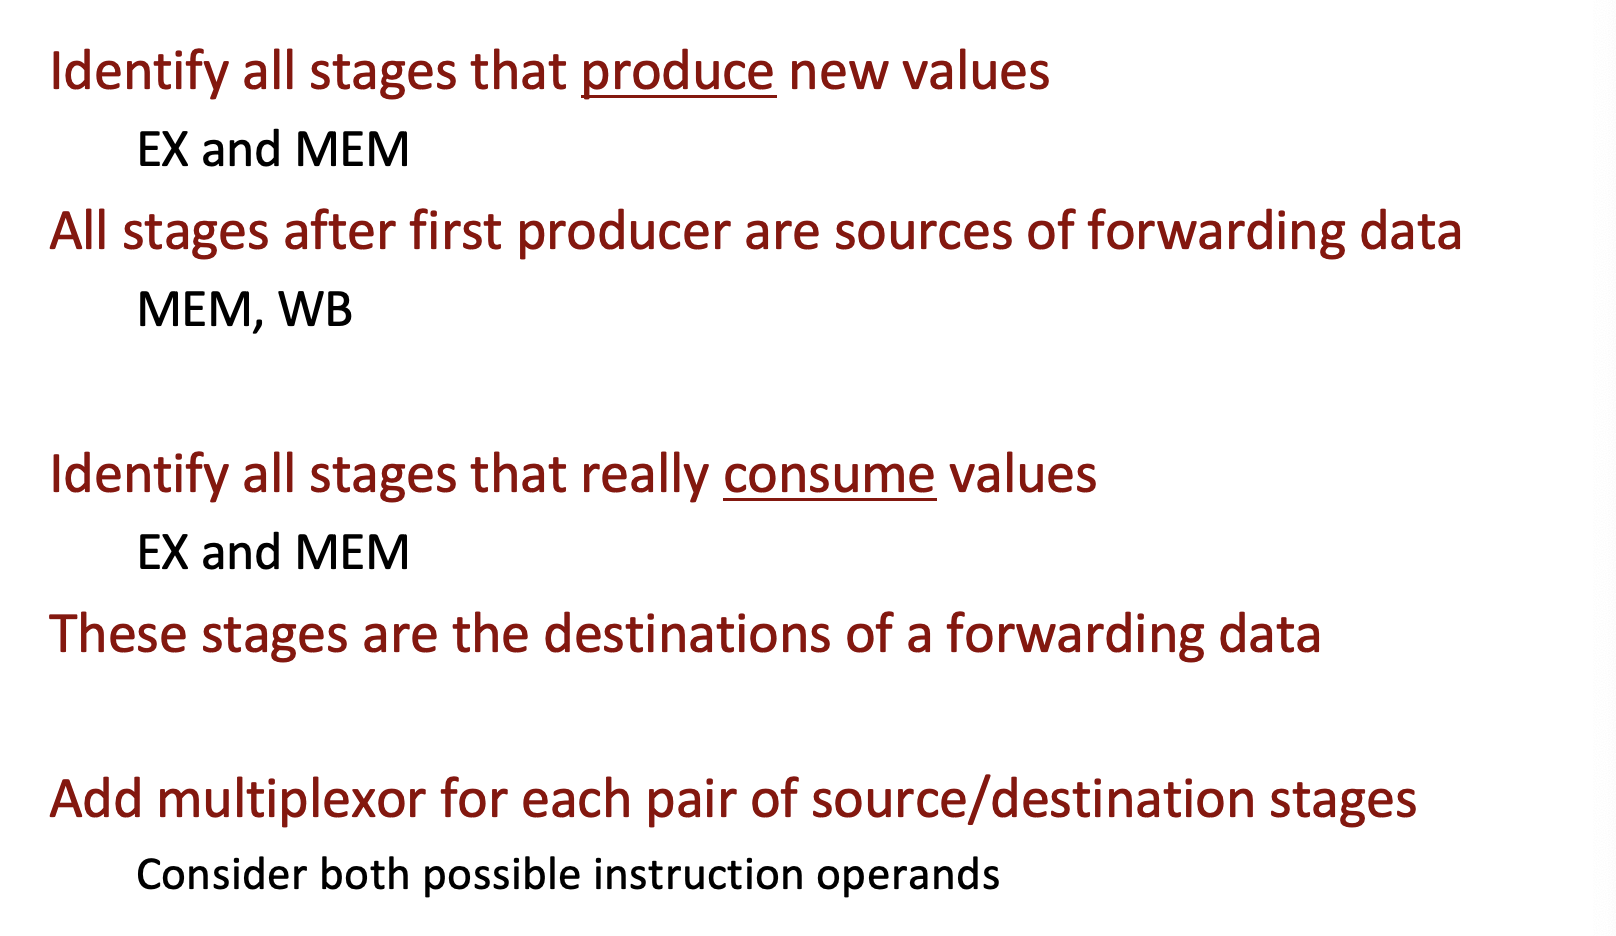 Identify all stages that produce new values
EX and MEM
All stages after first producer are sources of forwarding data
MEM, WB
Identify all stages that really consume values
EX and MEM
These stages are the destinations of a forwarding data
Add multiplexor for each pair of source/destination stages
Consider both possible instruction operands